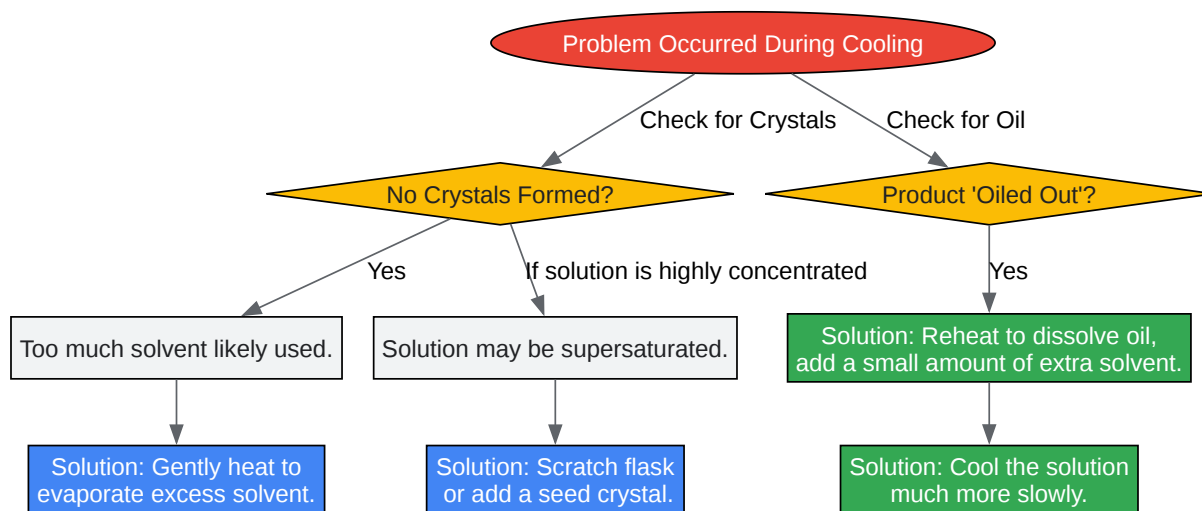 Problem Occurred During Cooling
Check for Crystals
Check for Oil
No Crystals Formed?
Product 'Oiled Out'?
Yes
If solution is highly concentrated
Yes
Too much solvent likely used.
Solution may be supersaturated.
Solution: Reheat to dissolve oil,
add a small amount of extra solvent.
Solution: Gently heat to
evaporate excess solvent.
Solution: Scratch flask
or add a seed crystal.
Solution: Cool the solution
much more slowly.